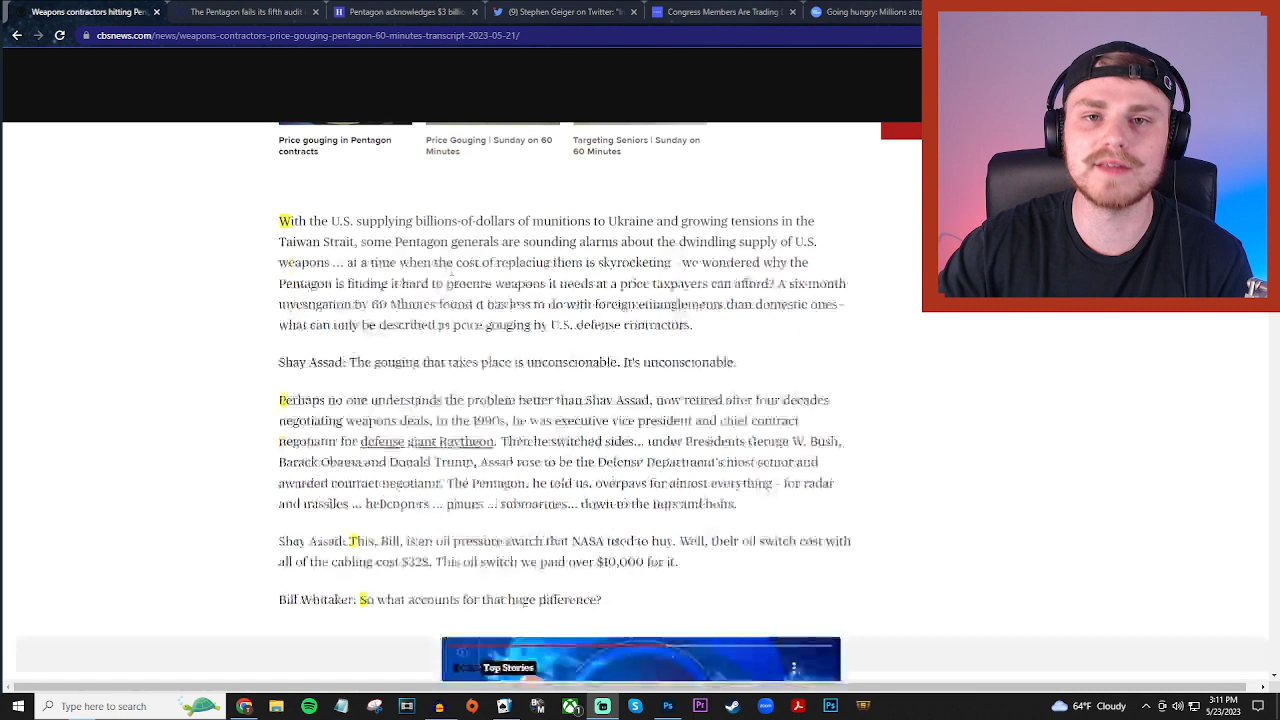 Weapons contractors hitting Pen
The Pentagon fails its fifth audit i
Pentagon acknowledges $3 billi
(9) Stephen Geiger on Twitter: "
Congress Members Are Trading
Going hungry: Millions stru
cbsnews.com/news/weapons-contractors-price-gouging-pentagon-60-minutes-transcript-2023-05-21/
Price gouging in Pentagon
contracts
Price Gouging | Sunday on 60
Minutes
Targeting Seniors | Sunday on
60 Minutes
With the U.S. supplying billions-of-dollars of munitions to Ukraine and growing tensions in the
Taiwan Strait, some Pentagon generals are sounding alarms about the dwindling supply of U.S.
weapons … at a time when the cost of replacing them is skyrocketing – we wondered why the
Pentagon is finding it hard to procure weapons it needs at a price taxpayers can afford? A six-month
investigation by 60 Minutes found it has less to do with foreign entanglements than domestic ones–
what can only be described as price gouging by U.S. defense contractors.
Shay Assad: The gouging that takes place is unconscionable. It's unconscionable.
Perhaps no one understands the problem better than Shay Assad, now retired after four decades
negotiating weapons deals. In the 1990s, he was executive vice president and chief contract
negotiator for defense giant Raytheon. Then he switched sides… under Presidents George W. Bush,
Barack Obama and Donald Trump, Assad rose to be the Defense Department's most senior and
awarded contract negotiator. The Pentagon, he told us, overpays for almost everything – for radar
and missiles … helicopters … planes … submarines… down to the nuts and bolts.
Shay Assad: This, Bill, is an oil pressure switch that NASA used to buy. Well, their oil switch cost with
all of the cabling cost $328. This oil switch, we paid over $10,000 for it.
Bill Whitaker: So what accounts for that huge difference?
Top Stories
Type here to search
64°F Cloudy
3:11 PM
5/23/2023